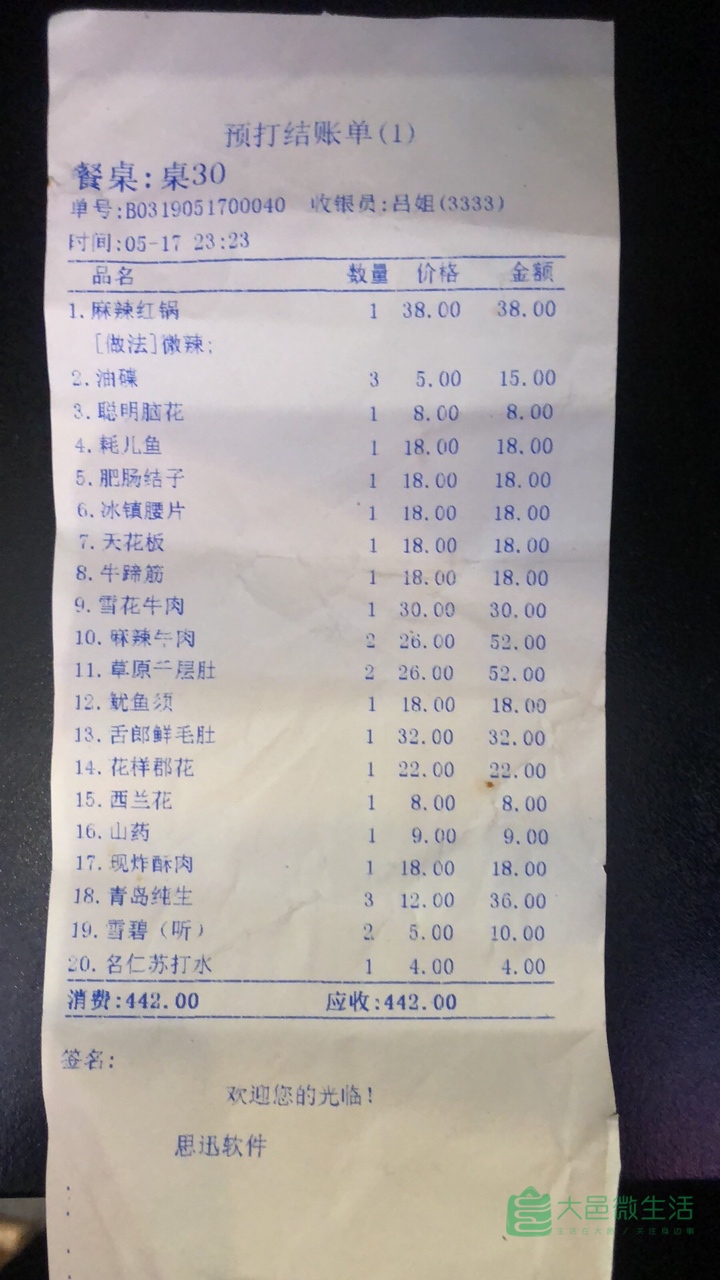 预打结账单(1)
餐桌:桌30
单号:B0319051700040 收银员:吕姐(3333)
时间:05-17 23:23
品名 数量 价格 金额
1.麻辣红锅 1 38.00 38.00
[做法]微辣;
2.油碟 3 5.00 15.00
3.聪明脑花 1 8.00 8.00
4.耗儿鱼 1 18.00 18.00
5.肥肠结子 1 18.00 18.00
6.冰镇腰片 1 18.00 18.00
7.天花板 1 18.00 18.00
8.牛蹄筋 1 18.00 18.00
9.雪花牛肉 1 30.00 30.00
10.麻辣牛肉 2 26.00 52.00
11.草原千层肚 2 26.00 52.00
12.鱿鱼须 1 18.00 18.00
13.舌郎鲜毛肚 1 32.00 32.00
14.花样郡花 1 22.00 22.00
15.西兰花 1 8.00 8.00
16.山药 1 9.00 9.00
17.现炸酥肉 1 18.00 18.00
18.青岛纯生 3 12.00 36.00
19.雪碧（听） 2 5.00 10.00
20.名仁苏打水 1 4.00 4.00
消费:442.00 应收:442.00
签名:
欢迎您的光临!
思迅软件
大邑微生活
生活在大邑 / 关注身边事